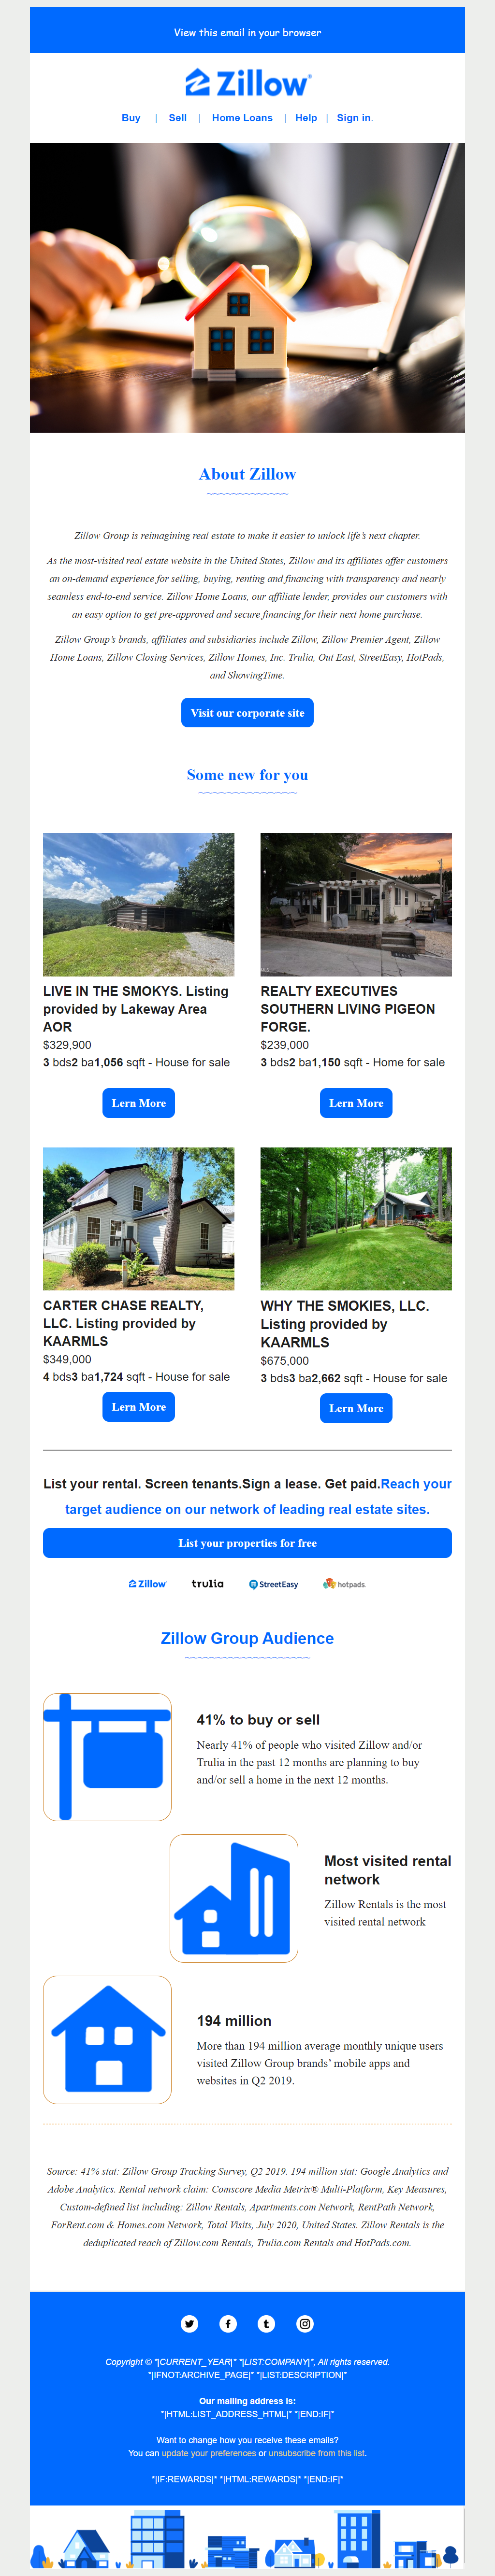 View this email in your browser
Zillow®
Buy | Sell | Home Loans | Help | Sign in.
About Zillow
~~~~~~~~~~~~~
Zillow Group is reimagining real estate to make it easier to unlock life's next chapter.
As the most-visited real estate website in the United States, Zillow and its affiliates offer customers
an on-demand experience for selling, buying, renting and financing with transparency and nearly
seamless end-to-end service. Zillow Home Loans, our affiliate lender, provides our customers with
an easy option to get pre-approved and secure financing for their next home purchase.
Zillow Group's brands, affiliates and subsidiaries include Zillow, Zillow Premier Agent, Zillow
Home Loans, Zillow Closing Services, Zillow Homes, Inc. Trulia, Out East, StreetEasy, HotPads,
and ShowingTime.
Visit our corporate site
Some new for you
~~~~~~~~~~~~~~~~
LIVE IN THE SMOKYS. Listing
provided by Lakeway Area
AOR
$329,900
3 bds2 ba1,056 sqft - House for sale
Lern More
REALTY EXECUTIVES
SOUTHERN LIVING PIGEON
FORGE.
$239,000
3 bds2 ba1,150 sqft - Home for sale
Lern More
CARTER CHASE REALTY,
LLC. Listing provided by
KAARMLS
$349,000
4 bds3 ba1,724 sqft - House for sale
Lern More
WHY THE SMOKIES, LLC.
Listing provided by
KAARMLS
$675,000
3 bds3 ba2,662 sqft - House for sale
Lern More
List your rental. Screen tenants.Sign a lease. Get paid.Reach your
target audience on our network of leading real estate sites.
List your properties for free
Zillow trulia StreetEasy hotpads
Zillow Group Audience
~~~~~~~~~~~~~~~~~~~~
41% to buy or sell
Nearly 41% of people who visited Zillow and/or
Trulia in the past 12 months are planning to buy
and/or sell a home in the next 12 months.
Most visited rental
network
Zillow Rentals is the most
visited rental network
194 million
More than 194 million average monthly unique users
visited Zillow Group brands' mobile apps and
websites in Q2 2019.
Source: 41% stat: Zillow Group Tracking Survey, Q2 2019. 194 million stat: Google Analytics and
Adobe Analytics. Rental network claim: Comscore Media Metrix® Multi-Platform, Key Measures,
Custom-defined list including: Zillow Rentals, Apartments.com Network, RentPath Network,
ForRent.com & Homes.com Network, Total Visits, July 2020, United States. Zillow Rentals is the
deduplicated reach of Zillow.com Rentals, Trulia.com Rentals and HotPads.com.
Copyright © *|CURRENT_YEAR|* *|LIST:COMPANY|*, All rights reserved.
*|IFNOT:ARCHIVE_PAGE|* *|LIST:DESCRIPTION|*
Our mailing address is:
*|HTML:LIST_ADDRESS_HTML|* *|END:IF|*
Want to change how you receive these emails?
You can update your preferences or unsubscribe from this list.
*|IF:REWARDS|* *|HTML:REWARDS|* *|END:IF|*